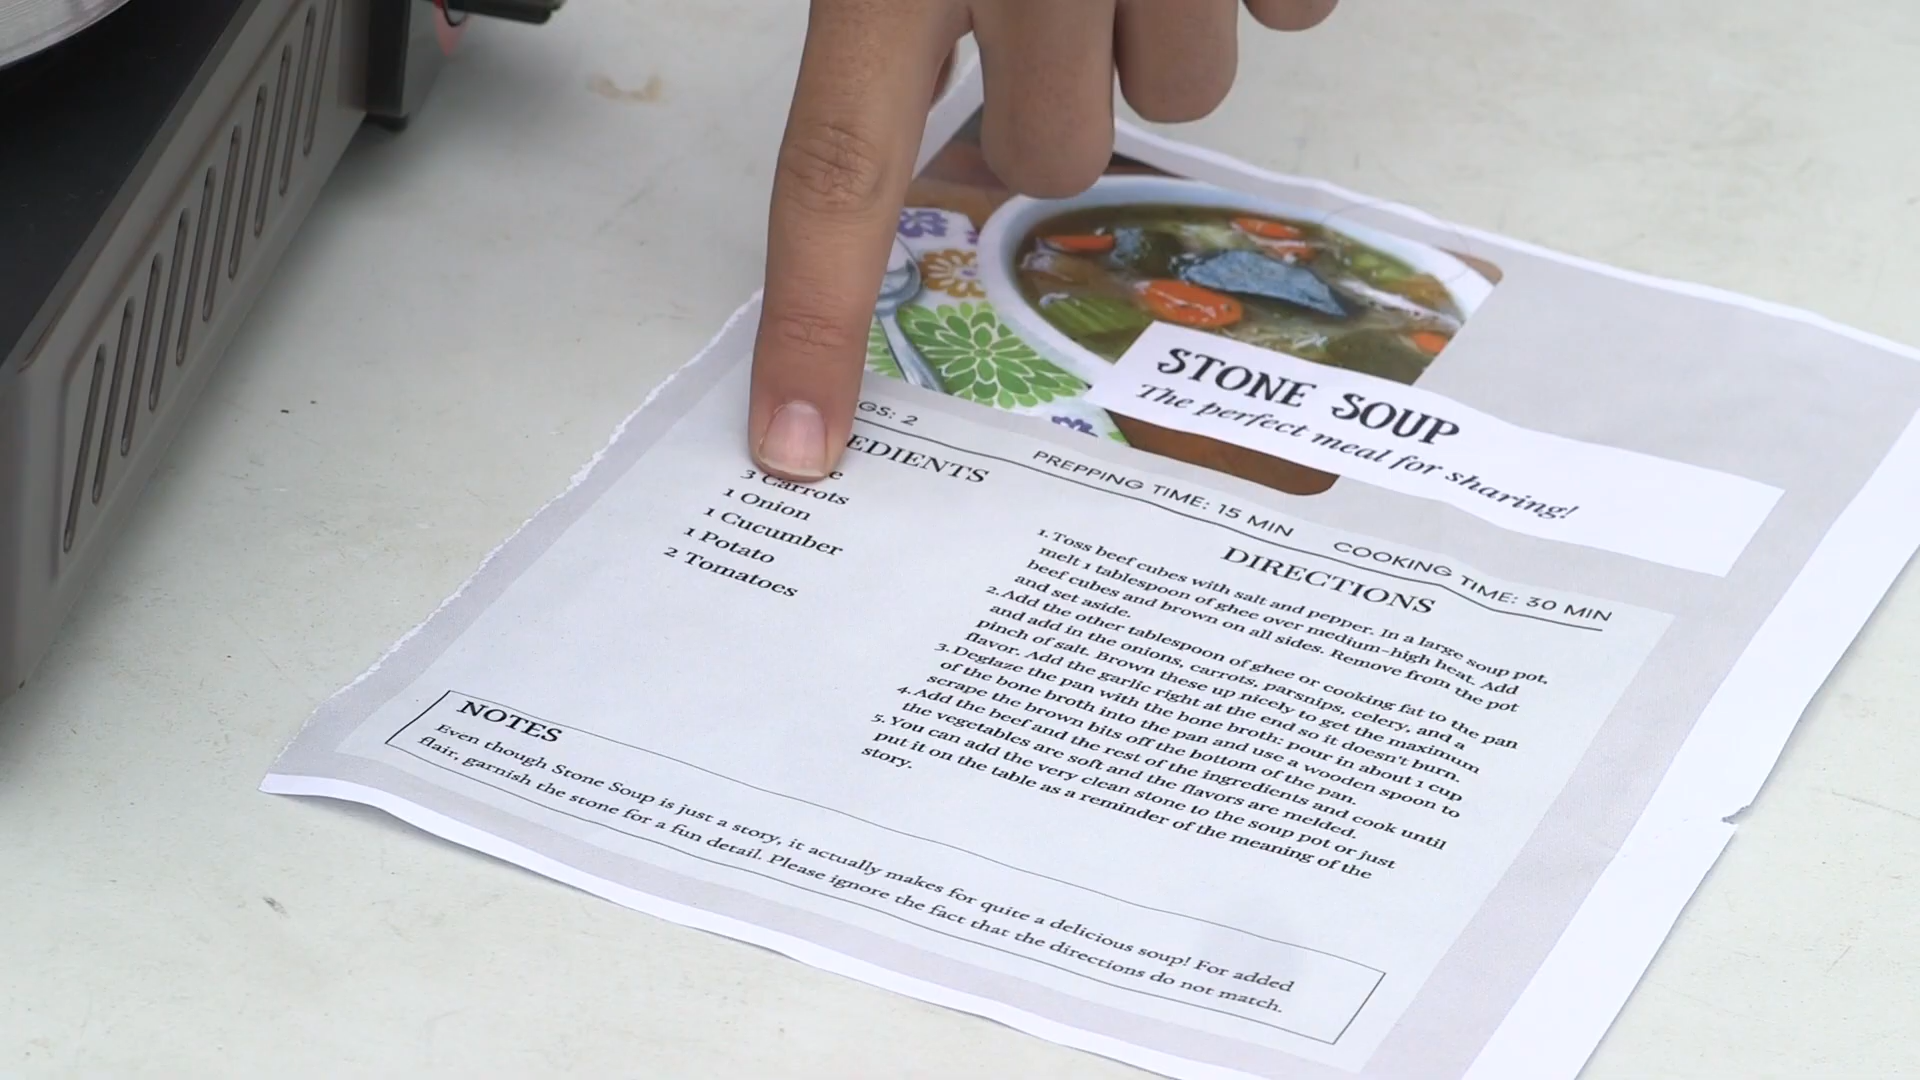 STONE SOUP
The perfect meal for sharing!
2
PREPPING TIME: 15 MIN
COOKING TIME: 30 MIN
3 Carrots
1 Onion
1 Cucumber
1 Potato
2 Tomatoes
DIRECTIONS
1. Toss beef cubes with salt and pepper. In a large soup pot,
melt 1 tablespoon of ghee over medium-high heat. Add
beef cubes and brown on all sides. Remove from the pot
and set aside.
2. Add the other tablespoon of ghee or cooking fat to the pan
and add in the onions, carrots, parsnips, celery, and a
pinch of salt. Brown these up nicely to get the maximum
flavor. Add the garlic right at the end so it doesn't burn.
3. Deglaze the pan with the bone broth: pour in about 1 cup
of the bone broth into the pan and use a wooden spoon to
scrape the brown bits off the bottom of the pan.
4. Add the beef and the rest of the ingredients and cook until
the vegetables are soft and the flavors are melded.
5. You can add the very clean stone to the soup pot or just
put it on the table as a reminder of the meaning of the
story.
NOTES
Even though Stone Soup is just a story, it actually makes for quite a delicious soup! For added
flair, garnish the stone for a fun detail. Please ignore the fact that the directions do not match.